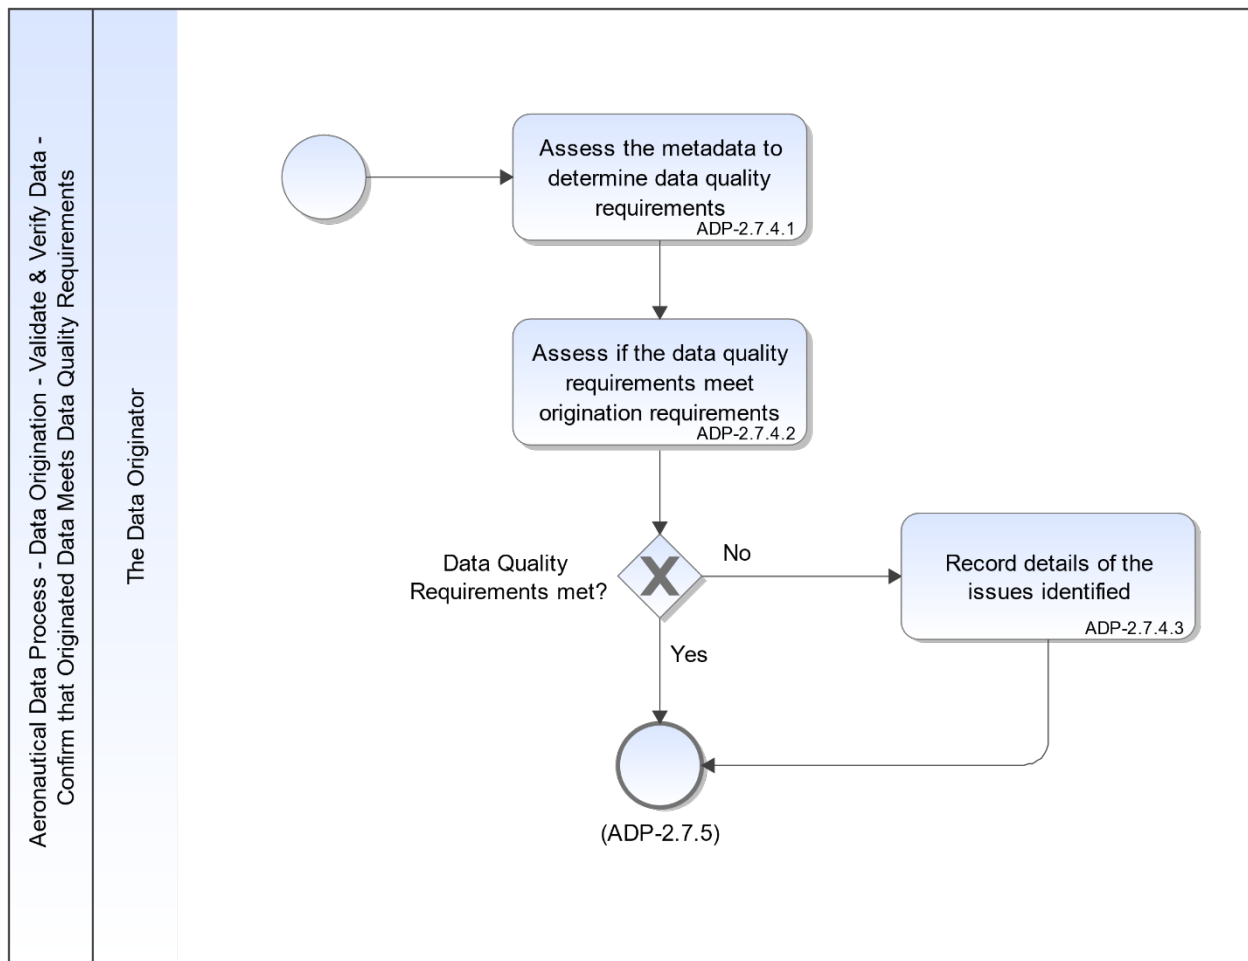 Aeronautical Data Process - Data Origination - Validate & Verify Data -
Confirm that Originated Data Meets Data Quality Requirements
The Data Originator
Assess the metadata to
determine data quality
requirements
ADP-2.7.4.1
Assess if the data quality
requirements meet
origination requirements
ADP-2.7.4.2
Data Quality
Requirements met?
X
No
Record details of the
issues identified
ADP-2.7.4.3
Yes
(ADP-2.7.5)